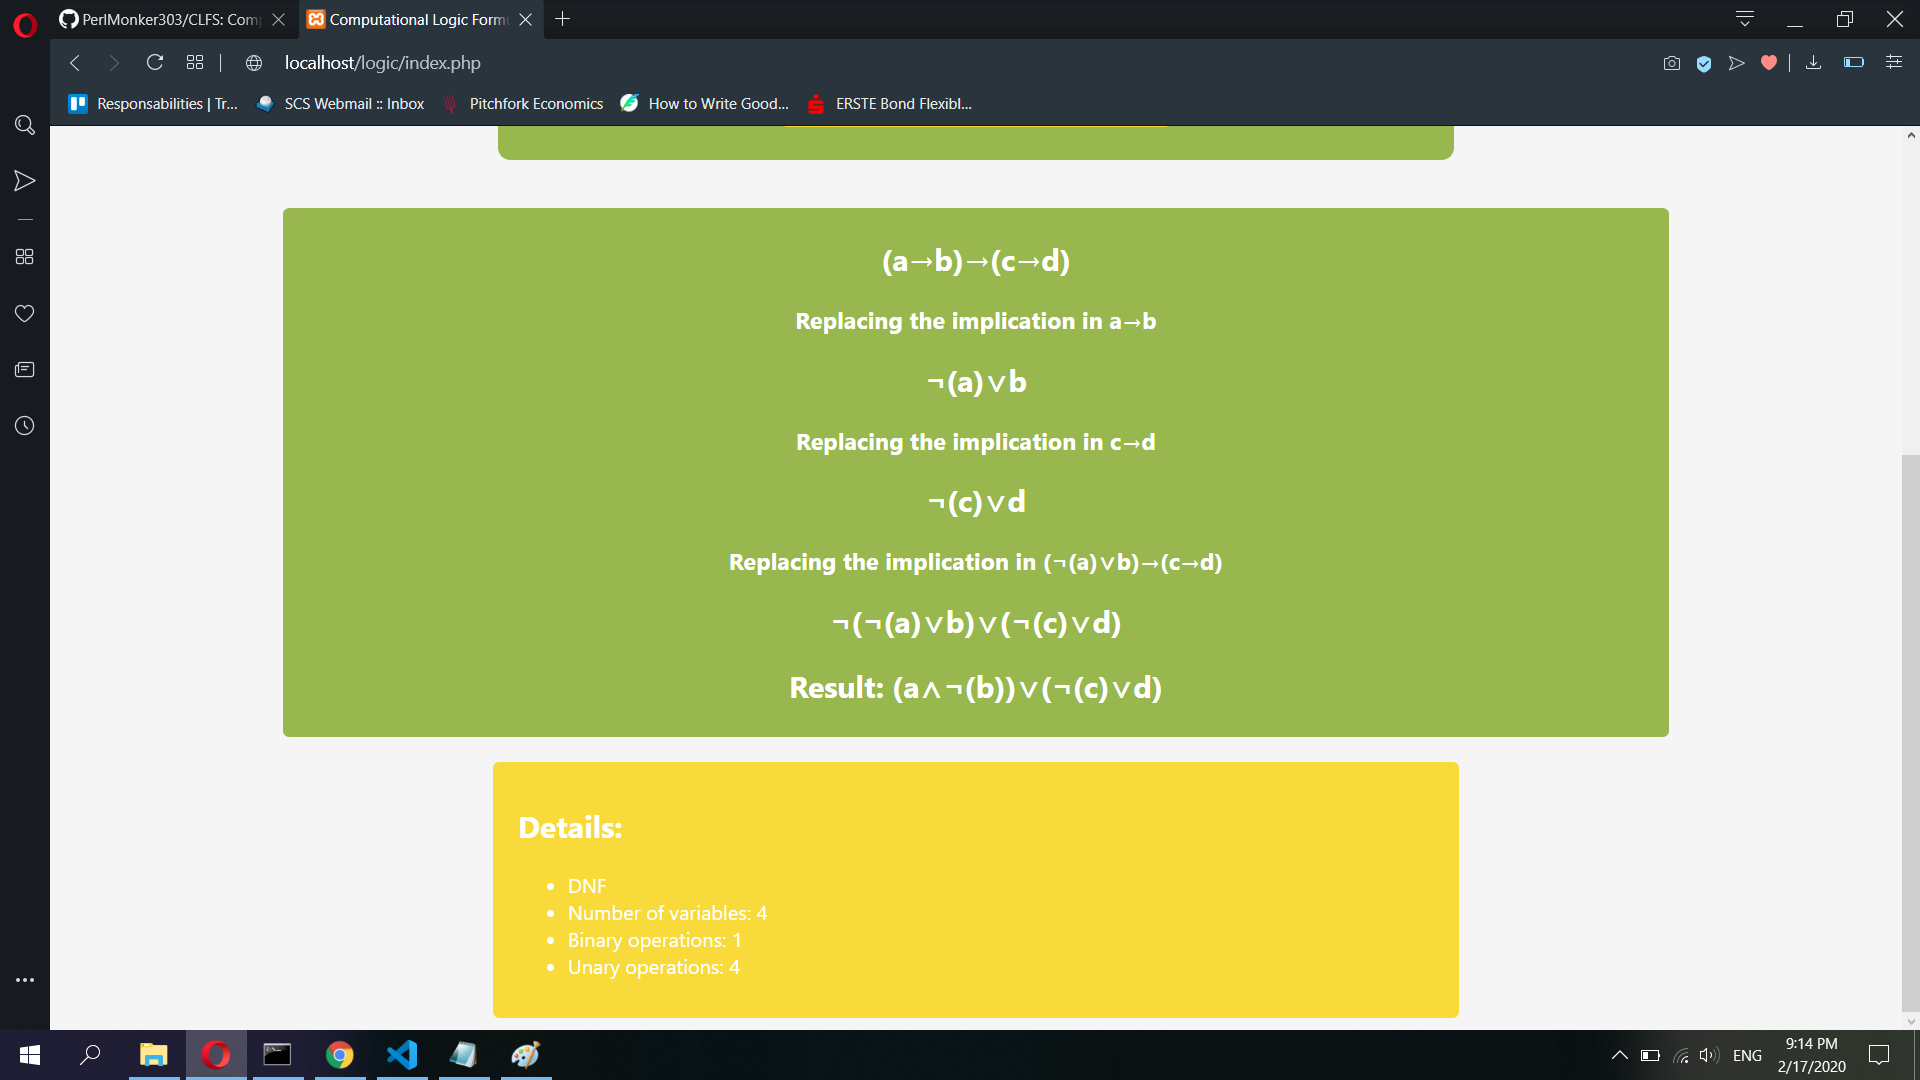 PerlMonker303/CLFS: Comp
Computational Logic Form
localhost/logic/index.php
Responsabilities | Tr...
SCS Webmail :: Inbox
Pitchfork Economics
How to Write Good...
ERSTE Bond Flexibl...
(a→b)→(c→d)
Replacing the implication in a→b
¬(a)∨b
Replacing the implication in c→d
¬(c)∨d
Replacing the implication in (¬(a)∨b)→(c→d)
¬(¬(a)∨b)∨(¬(c)∨d)
Result: (a∧¬(b))∨(¬(c)∨d)
Details:
• DNF
• Number of variables: 4
• Binary operations: 1
• Unary operations: 4
ENG
9:14 PM
2/17/2020